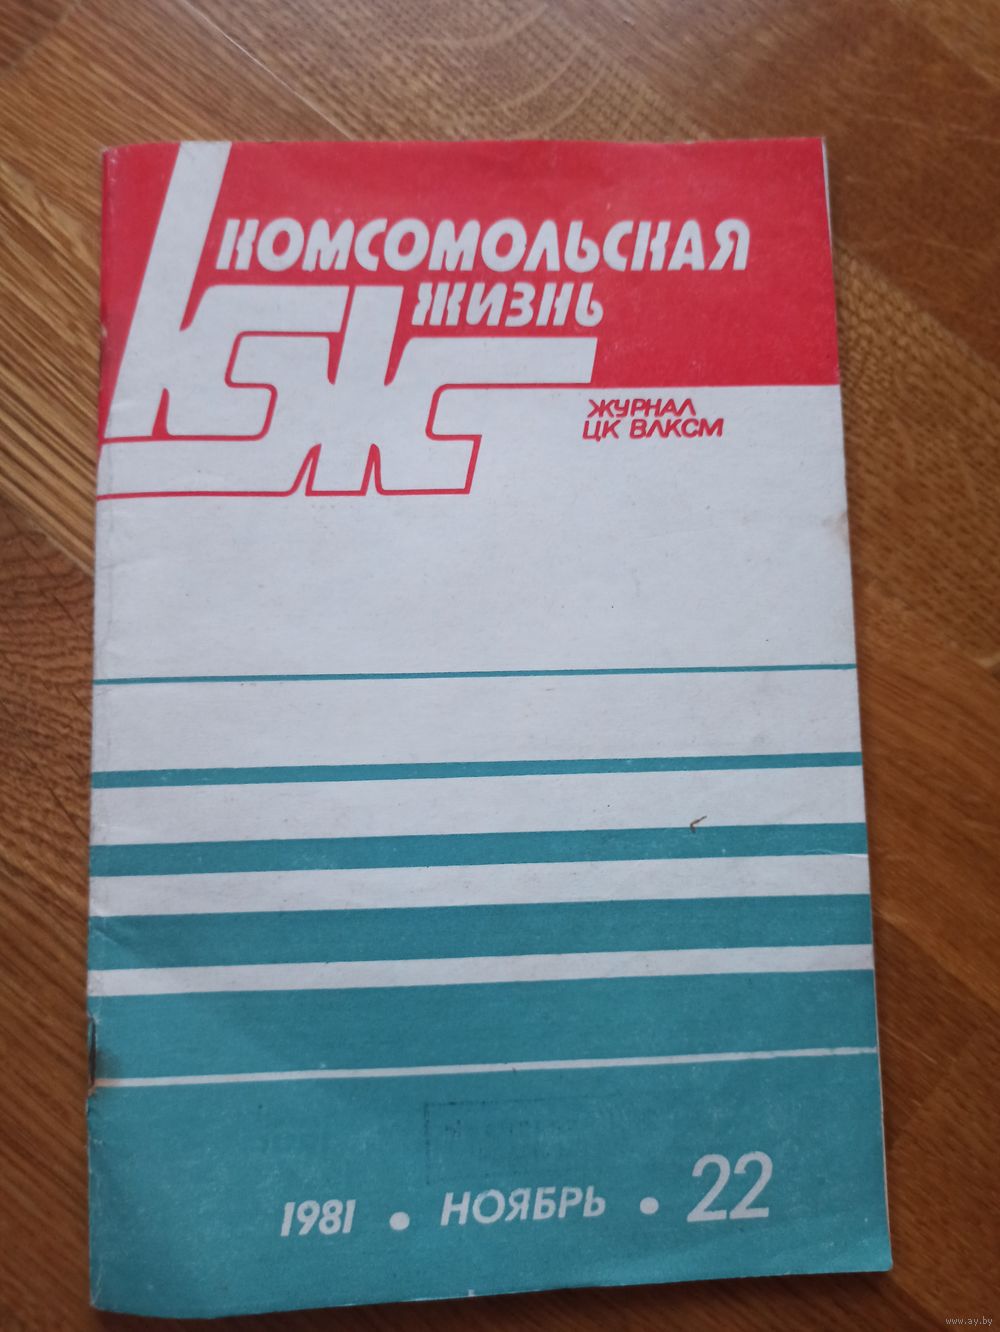 КОМСОМОЛЬСКАЯ
ЖИЗНЬ
КЖ
ЖУРНАЛ
ЦК ВЛКСМ
1981 • НОЯБРЬ • 22
www.ay.by